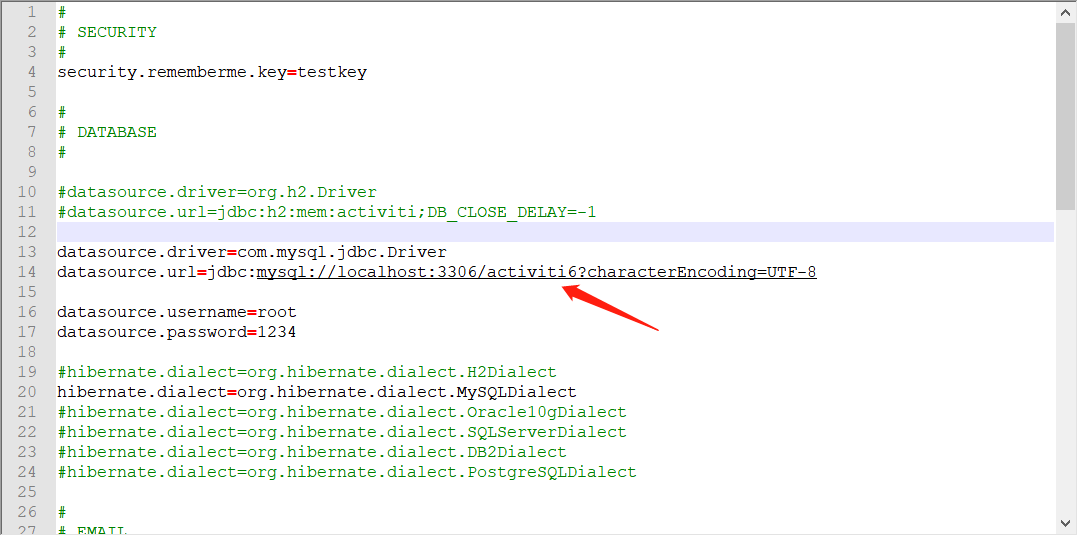 1 #
2 # SECURITY
3 #
4 security.rememberme.key=testkey
5
6 #
7 # DATABASE
8 #
9
10 #datasource.driver=org.h2.Driver
11 #datasource.url=jdbc:h2:mem:activiti;DB_CLOSE_DELAY=-1
12
13 datasource.driver=com.mysql.jdbc.Driver
14 datasource.url=jdbc:mysql://localhost:3306/activiti6?characterEncoding=UTF-8
15
16 datasource.username=root
17 datasource.password=1234
18
19 #hibernate.dialect=org.hibernate.dialect.H2Dialect
20 hibernate.dialect=org.hibernate.dialect.MySQLDialect
21 #hibernate.dialect=org.hibernate.dialect.Oracle10gDialect
22 #hibernate.dialect=org.hibernate.dialect.SQLServerDialect
23 #hibernate.dialect=org.hibernate.dialect.DB2Dialect
24 #hibernate.dialect=org.hibernate.dialect.PostgreSQLDialect
25
26 #
27 # EMAIL